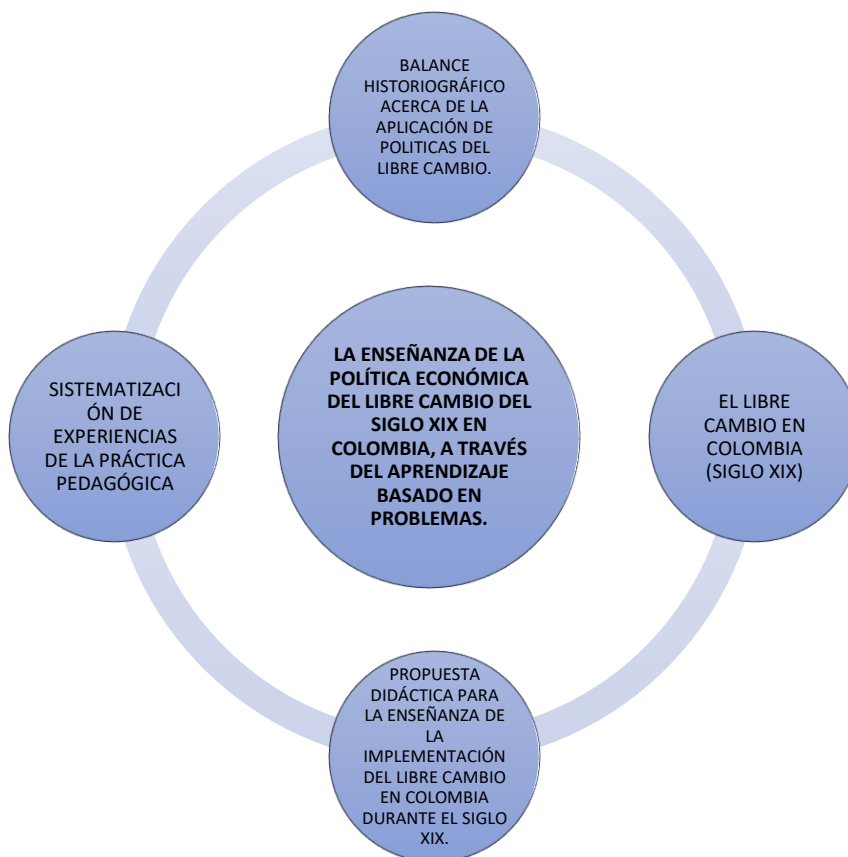 BALANCE
HISTORIOGRÁFICO
ACERCA DE LA
APLICACIÓN DE
POLITICAS DEL
LIBRE CAMBIO.
LA ENSEÑANZA DE LA
POLÍTICA ECONÓMICA
DEL LIBRE CAMBIO DEL
SIGLO XIX EN
COLOMBIA, A TRAVÉS
DEL APRENDIZAJE
BASADO EN
PROBLEMAS.
EL LIBRE
CAMBIO EN
COLOMBIA
(SIGLO XIX)
PROPUESTA
DIDÁCTICA PARA
LA ENSEÑANZA DE
LA
IMPLEMENTACIÓN
DEL LIBRE CAMBIO
EN COLOMBIA
DURANTE EL SIGLO
XIX.
SISTEMATIZACI
ÓN DE
EXPERIENCIAS
DE LA PRÁCTICA
PEDAGÓGICA